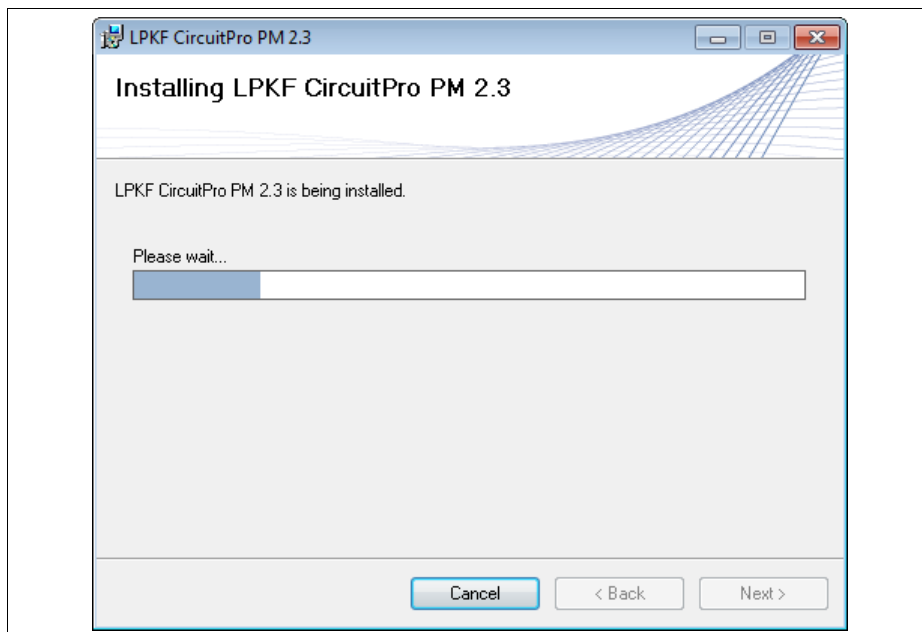 LPKF CircuitPro PM 2.3
Installing LPKF CircuitPro PM 2.3
LPKF CircuitPro PM 2.3 is being installed.
Please wait...
Cancel
< Back
Next >